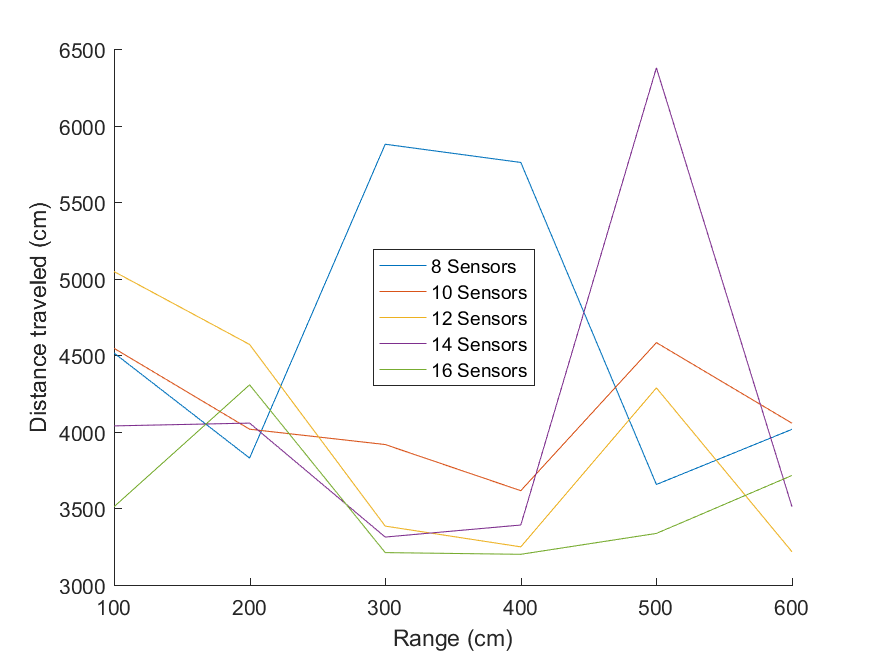 6500
6000
5500
5000
4500
4000
3500
3000
Distance traveled (cm)
8 Sensors
10 Sensors
12 Sensors
14 Sensors
16 Sensors
100 200 300 400 500 600
Range (cm)